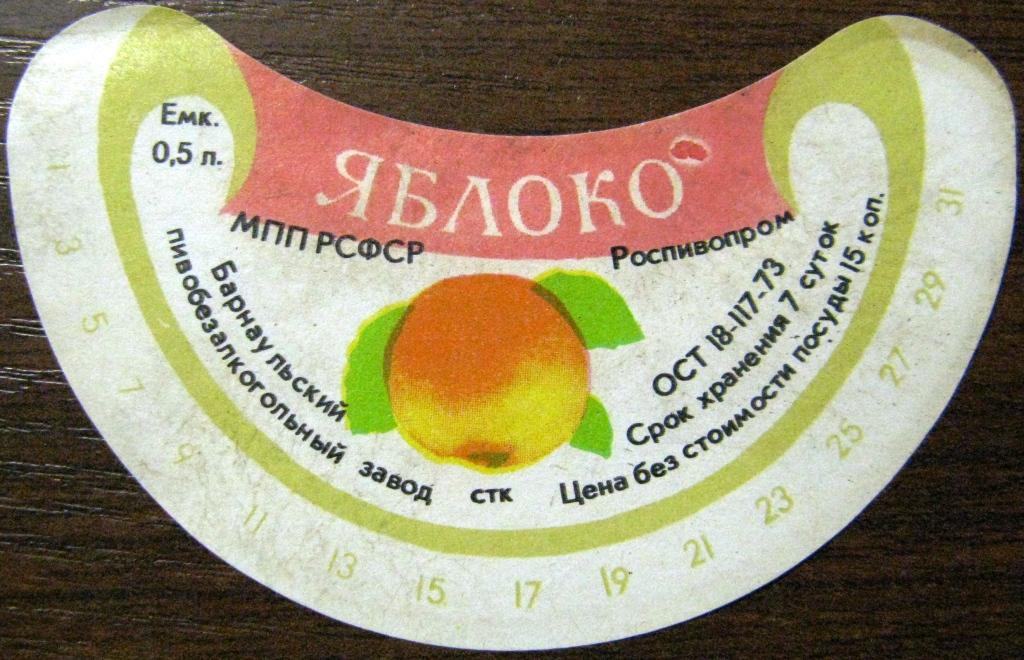 Емк.
0,5 л.
ЯБЛОКО
МПП РСФСР
Роспивопром
Барнаульский
пивобезалкогольный завод
стк
ОСТ 18-117-73
Срок хранения 7 суток
Цена без стоимости посуды 15 коп.
1 3 5 7 9 11 13 15 17 19 21 23 25 27 29 31